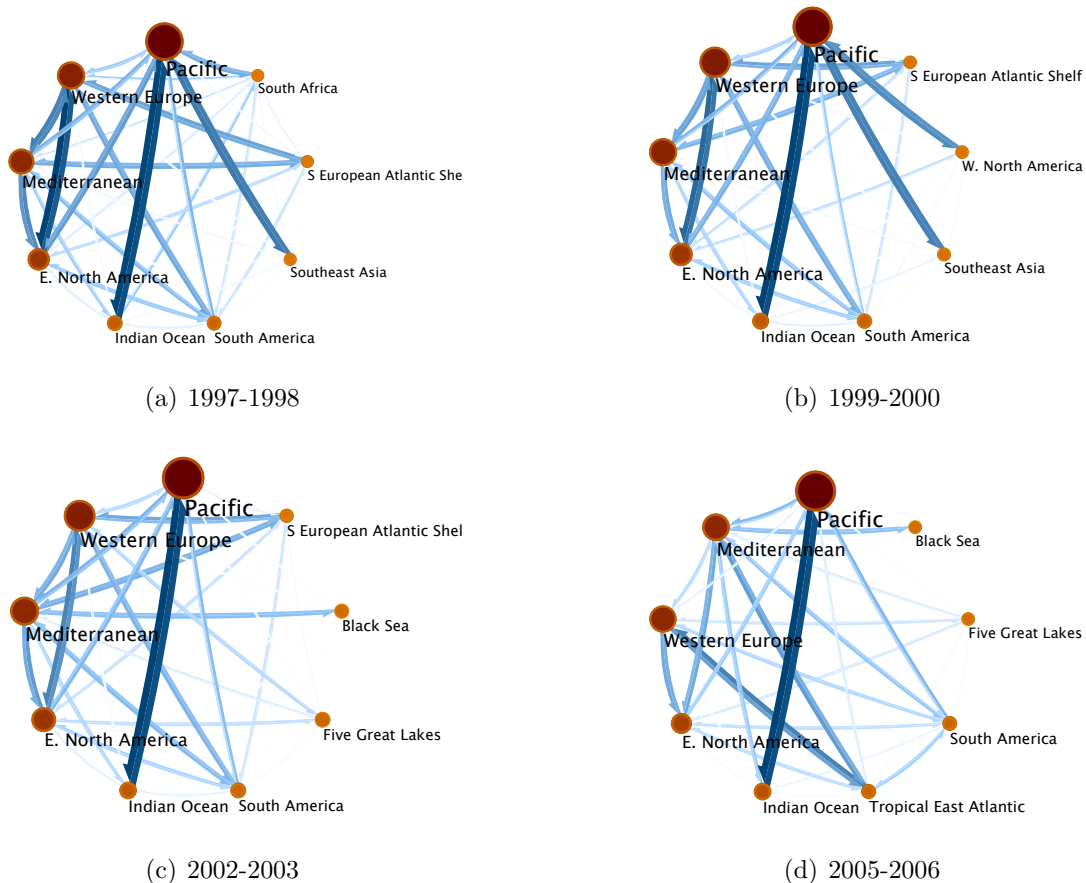 Pacific
South Africa
Western Europe
S European Atlantic She
Mediterranean
Southeast Asia
E. North America
Indian Ocean South America
(a) 1997-1998
Pacific
S European Atlantic Shelf
Western Europe
W. North America
Mediterranean
Southeast Asia
E. North America
Indian Ocean South America
(b) 1999-2000
Pacific
S European Atlantic Shel
Western Europe
Black Sea
Mediterranean
Five Great Lakes
E. North America
Indian Ocean South America
(c) 2002-2003
Pacific
Black Sea
Mediterranean
Five Great Lakes
Western Europe
South America
E. North America
Indian Ocean Tropical East Atlantic
(d) 2005-2006